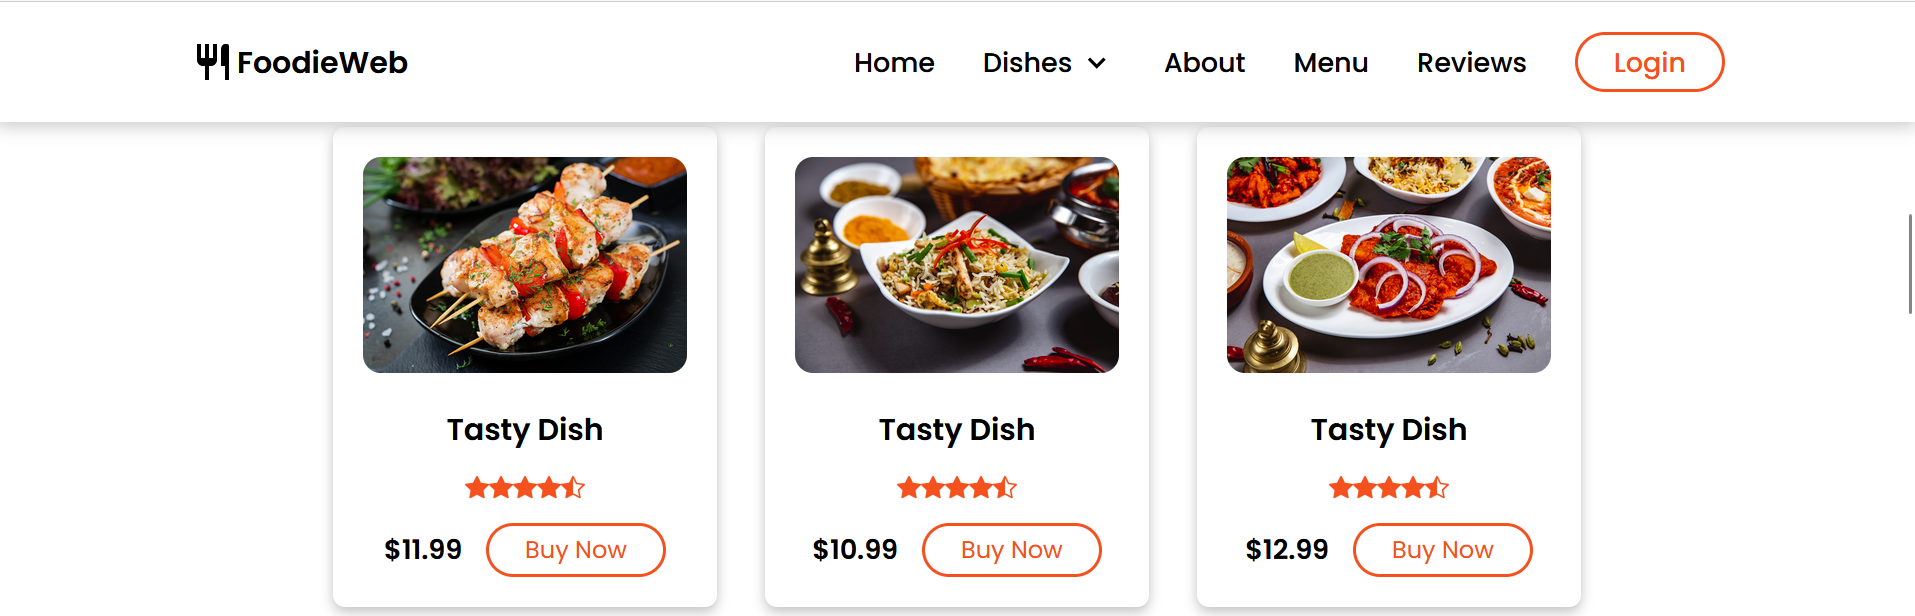 FoodieWeb
Home Dishes About Menu Reviews Login
Tasty Dish
$11.99 Buy Now
Tasty Dish
$10.99 Buy Now
Tasty Dish
$12.99 Buy Now